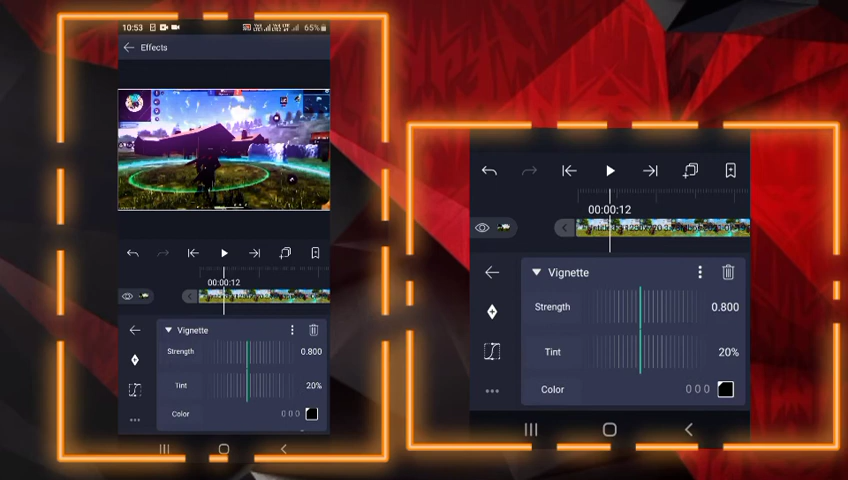 10:53
65%
Effects
00:00:12
Vignette
Strength
0.800
Tint
20%
Color
0 0 0
00:00:12
Vignette
Strength
0.800
Tint
20%
Color
0 0 0